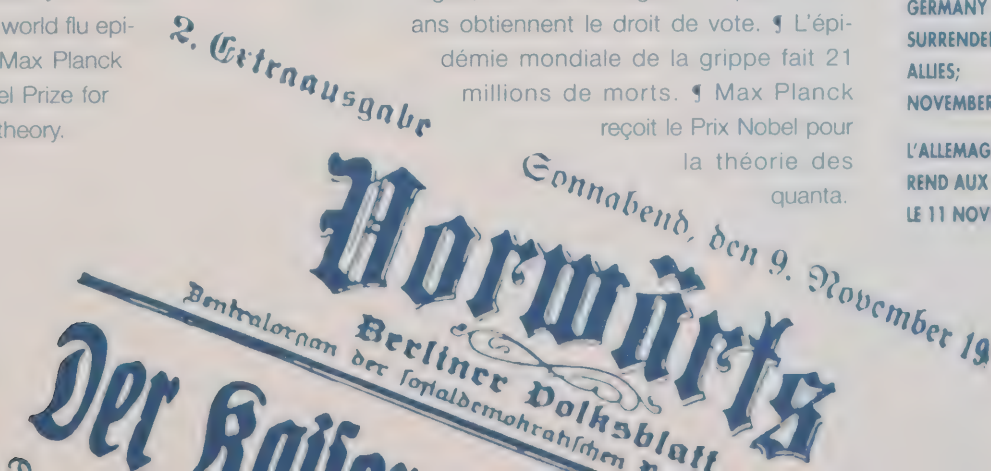 world flu epi-
Max Planck
el Prize for
theory.
ans obtiennent le droit de vote. ¶ L'épi-
démie mondiale de la grippe fait 21
millions de morts. ¶ Max Planck
reçoit le Prix Nobel pour
la théorie des
quanta.
GERMANY
SURRENDE
ALLIES;
NOVEMBER
L'ALLEMAG
REND AUX
LE 11 NOV
2. Extraausgabe
Sonnabend, den 9. November 19
Vorwärts
Berliner Volksblatt
Zentralorgan der sozialdemokratischen
Der Kaiser